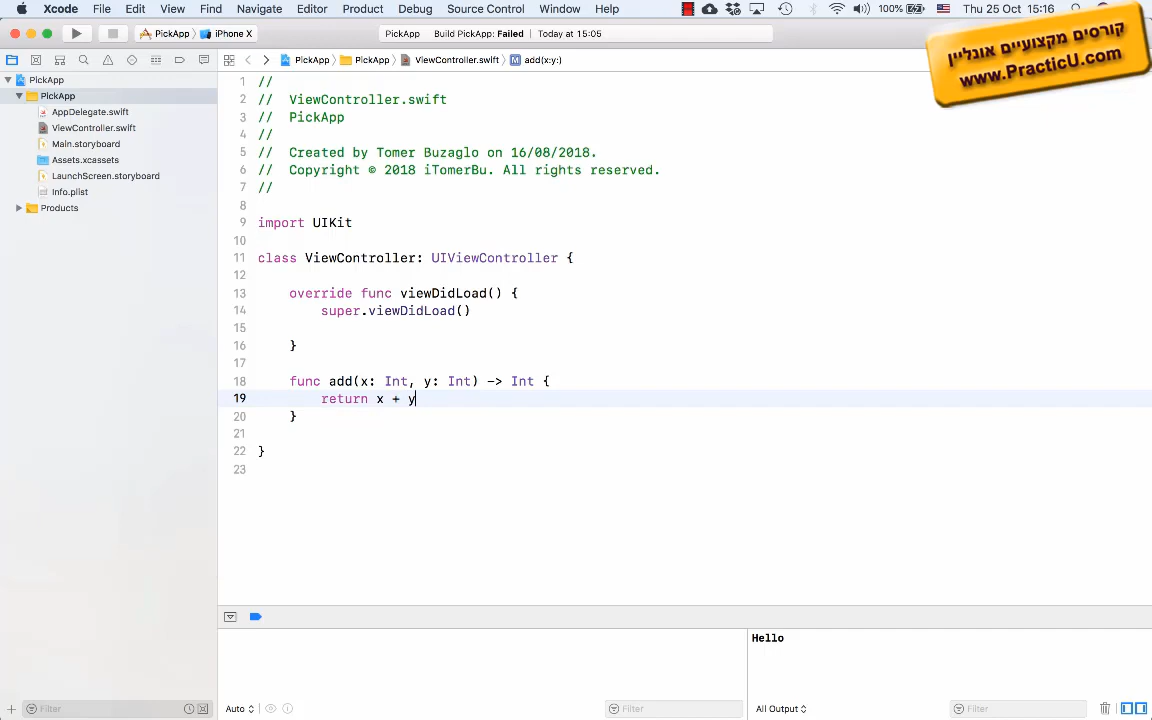 Xcode File Edit View Find Navigate Editor Product Debug Source Control Window Help 100% Thu 25 Oct 15:16
PickApp iPhone X PickApp Build PickApp: Failed Today at 15:05
קורסים מקצועיים אונליין
www.PracticU.com
PickApp PickApp ViewController.swift M add(x:y:)
PickApp
PickApp
AppDelegate.swift
ViewController.swift
Main.storyboard
Assets.xcassets
LaunchScreen.storyboard
Info.plist
Products
1 //
2 // ViewController.swift
3 // PickApp
4 //
5 // Created by Tomer Buzaglo on 16/08/2018.
6 // Copyright © 2018 iTomerBu. All rights reserved.
7 //
8
9 import UIKit
10
11 class ViewController: UIViewController {
12
13 override func viewDidLoad() {
14 super.viewDidLoad()
15
16 }
17
18 func add(x: Int, y: Int) -> Int {
19 return x + y
20 }
21
22 }
23
Hello
Filter
Auto
Filter
All Output
Filter